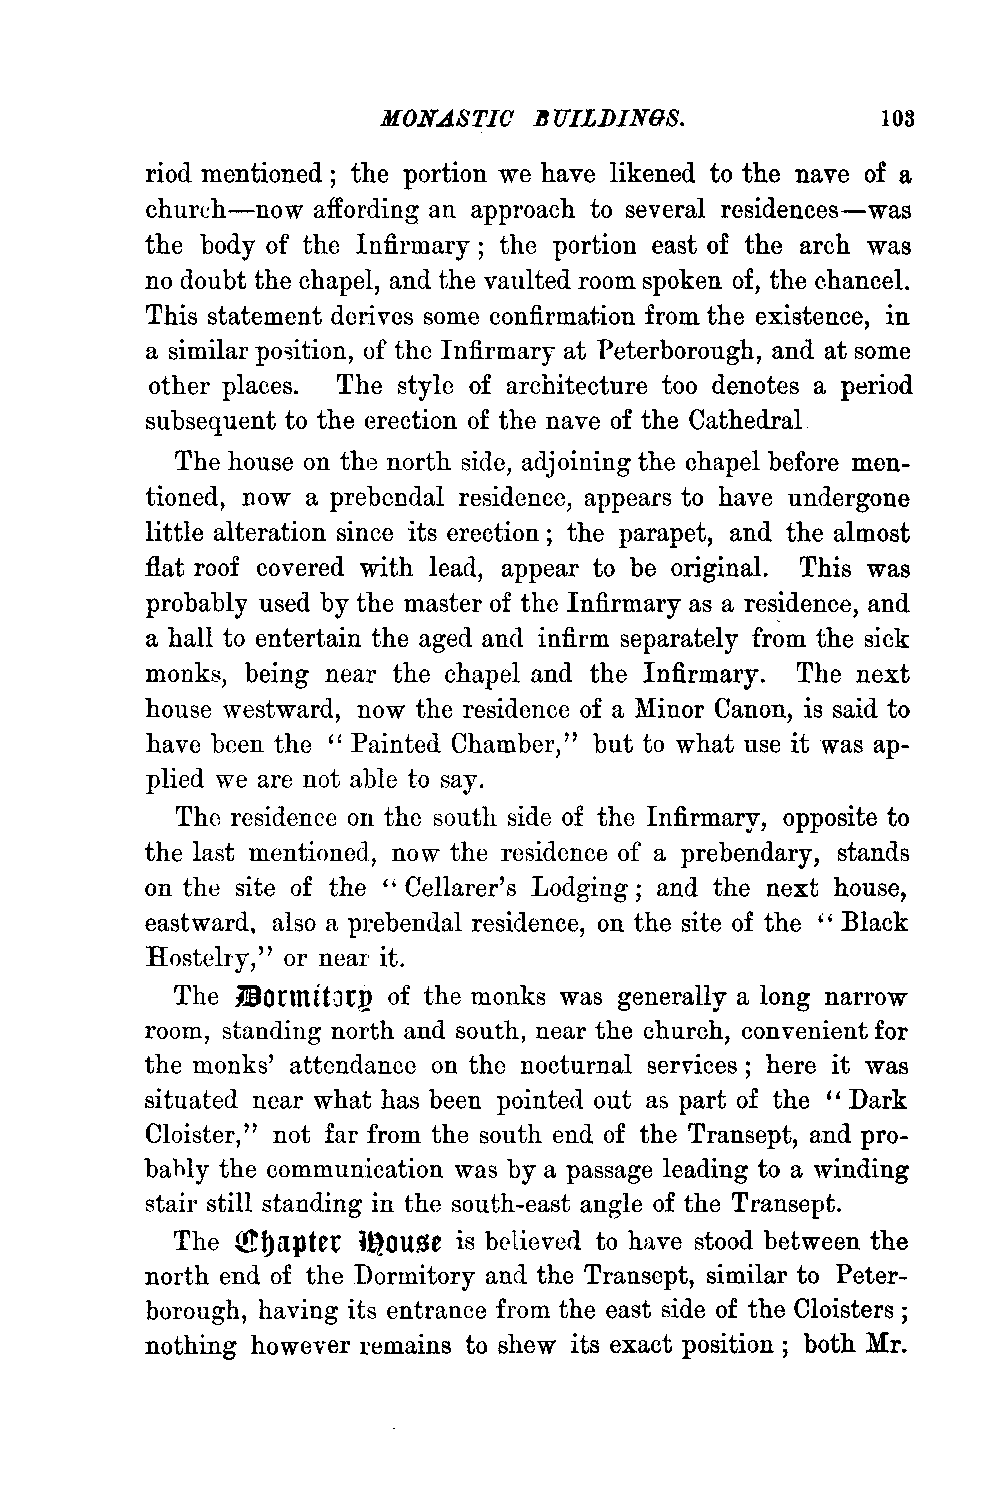 MONASTIC BUILDINGS. 103
riod mentioned ; the portion we have likened to the nave of a
church—now affording an approach to several residences—was
the body of the Infirmary ; the portion east of the arch was
no doubt the chapel, and the vaulted room spoken of, the chancel.
This statement derives some confirmation from the existence, in
a similar position, of the Infirmary at Peterborough, and at some
other places. The style of architecture too denotes a period
subsequent to the erection of the nave of the Cathedral.
The house on the north side, adjoining the chapel before men-
tioned, now a prebendal residence, appears to have undergone
little alteration since its erection ; the parapet, and the almost
flat roof covered with lead, appear to be original. This was
probably used by the master of the Infirmary as a residence, and
a hall to entertain the aged and infirm separately from the sick
monks, being near the chapel and the Infirmary. The next
house westward, now the residence of a Minor Canon, is said to
have been the “ Painted Chamber,” but to what use it was ap-
plied we are not able to say.
The residence on the south side of the Infirmary, opposite to
the last mentioned, now the residence of a prebendary, stands
on the site of the “ Cellarer’s Lodging ; and the next house,
eastward, also a prebendal residence, on the site of the “ Black
Hostelry,” or near it.
The Dormitory of the monks was generally a long narrow
room, standing north and south, near the church, convenient for
the monks’ attendance on the nocturnal services ; here it was
situated near what has been pointed out as part of the “ Dark
Cloister,” not far from the south end of the Transept, and pro-
bably the communication was by a passage leading to a winding
stair still standing in the south-east angle of the Transept.
The Chapter House is believed to have stood between the
north end of the Dormitory and the Transept, similar to Peter-
borough, having its entrance from the east side of the Cloisters ;
nothing however remains to shew its exact position ; both Mr.